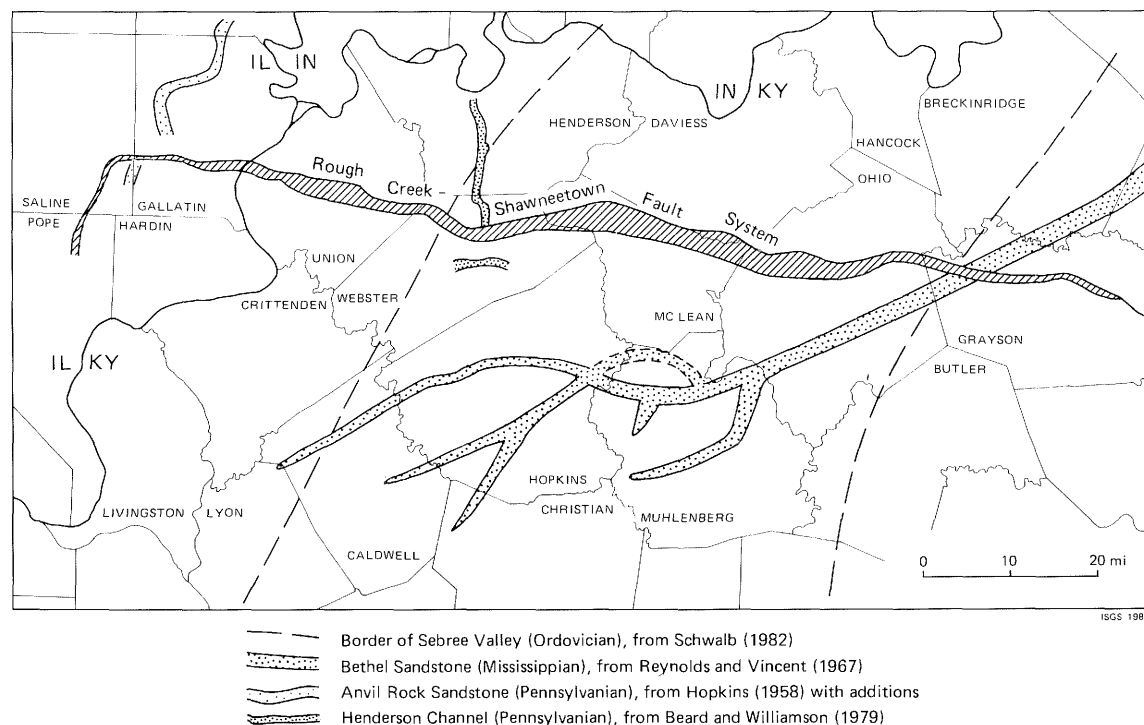 IL IN
IN KY
BRECKINRIDGE
HENDERSON DAVIESS
HANCOCK
OHIO
Rough
Creek -
Shawneetown
Fault
System
SALINE
POPE
GALLATIN
HARDIN
UNION
CRITTENDEN WEBSTER
MC LEAN
GRAYSON
BUTLER
IL KY
HOPKINS
CHRISTIAN
LIVINGSTON LYON
MUHLENBERG
CALDWELL
0 10 20 mi
ISGS 198
Border of Sebree Valley (Ordovician), from Schwalb (1982)
Bethel Sandstone (Mississippian), from Reynolds and Vincent (1967)
Anvil Rock Sandstone (Pennsylvanian), from Hopkins (1958) with additions
Henderson Channel (Pennsylvanian), from Beard and Williamson (1979)